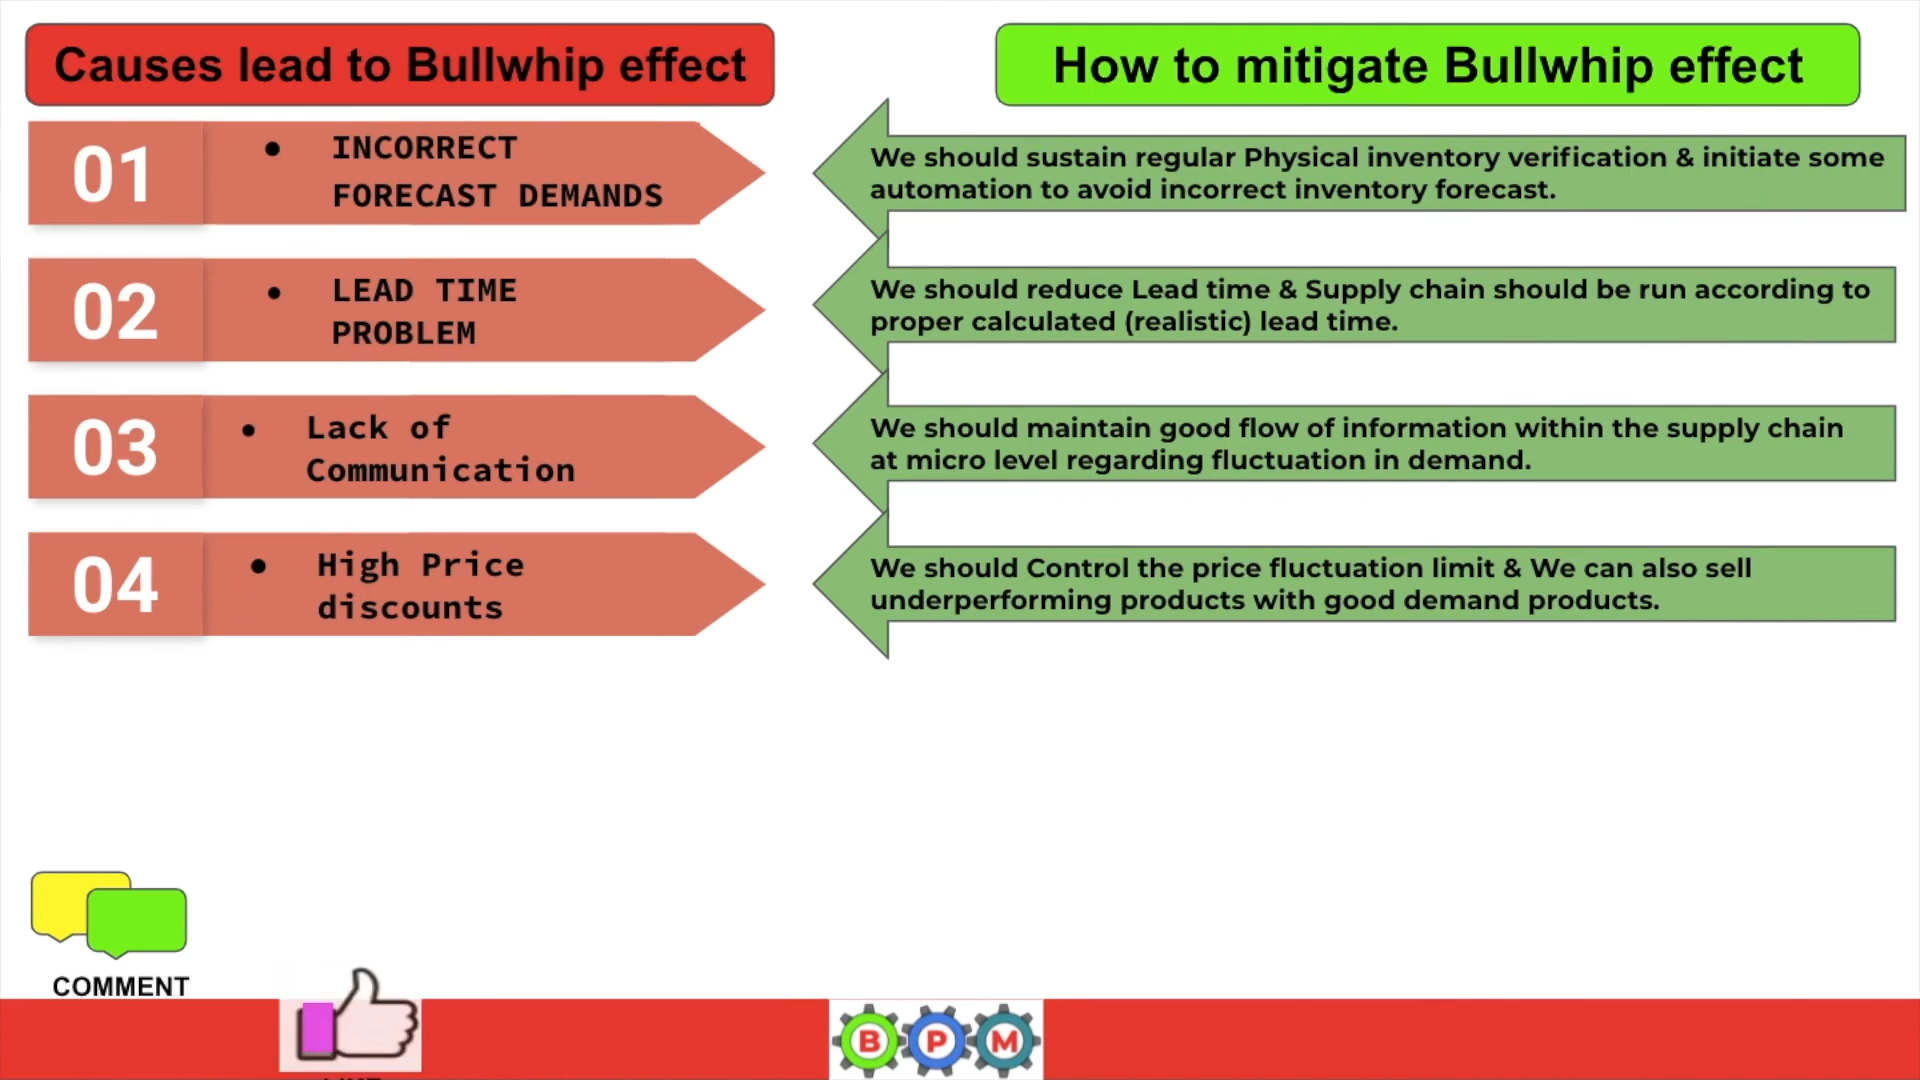 Causes lead to Bullwhip effect
How to mitigate Bullwhip effect
01
• INCORRECT
FORECAST DEMANDS
We should sustain regular Physical inventory verification & initiate some
automation to avoid incorrect inventory forecast.
02
• LEAD TIME
PROBLEM
We should reduce Lead time & Supply chain should be run according to
proper calculated (realistic) lead time.
03
• Lack of
Communication
We should maintain good flow of information within the supply chain
at micro level regarding fluctuation in demand.
04
• High Price
discounts
We should Control the price fluctuation limit & We can also sell
underperforming products with good demand products.
COMMENT
B P M